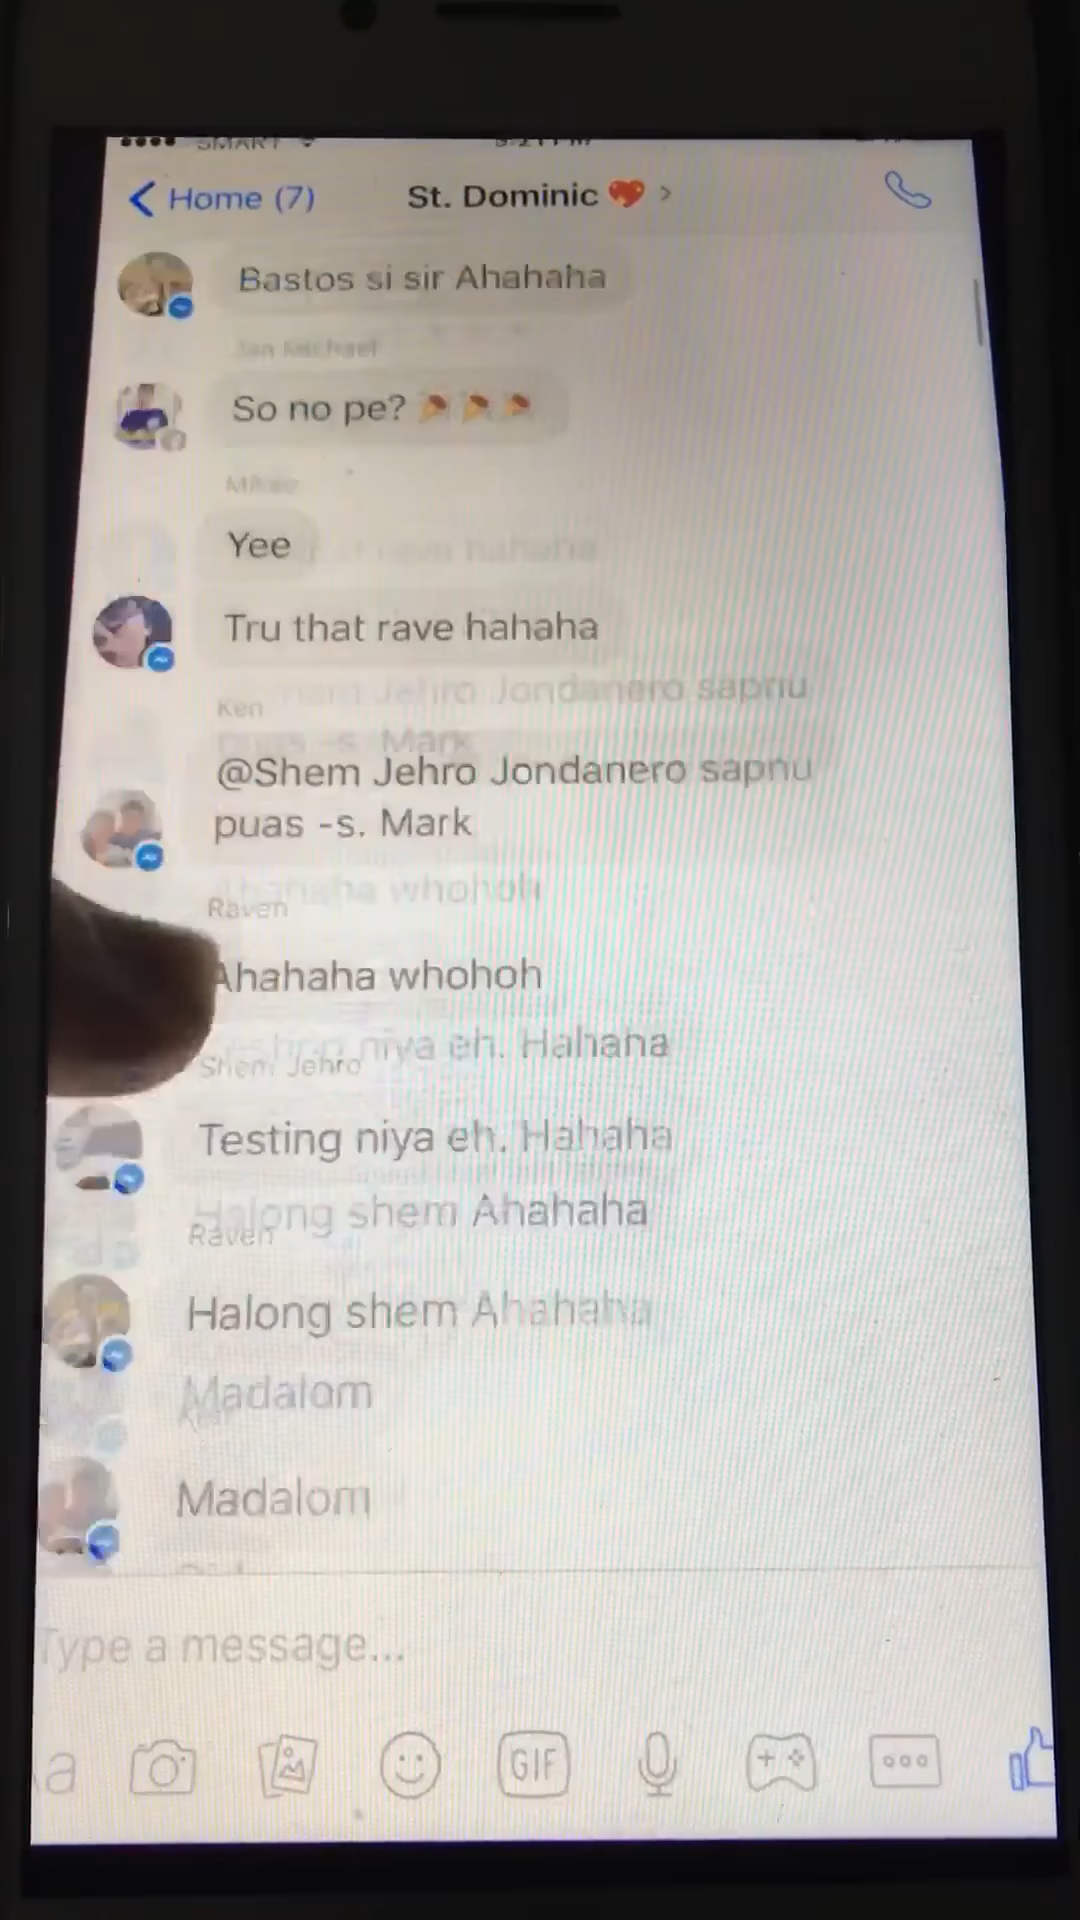 SMART
Home (7)
St. Dominic
Bastos si sir Ahahaha
Jan Michael
So no pe?
Yee
Tru that rave hahaha
Ken
@Shem Jehro Jondanero sapnu
puas -s. Mark
Raven
Ahahaha whohoh
Shem Jehro
Testing niya eh. Hahaha
Raven
Halong shem Ahahaha
Madalom
Type a message...
GIF